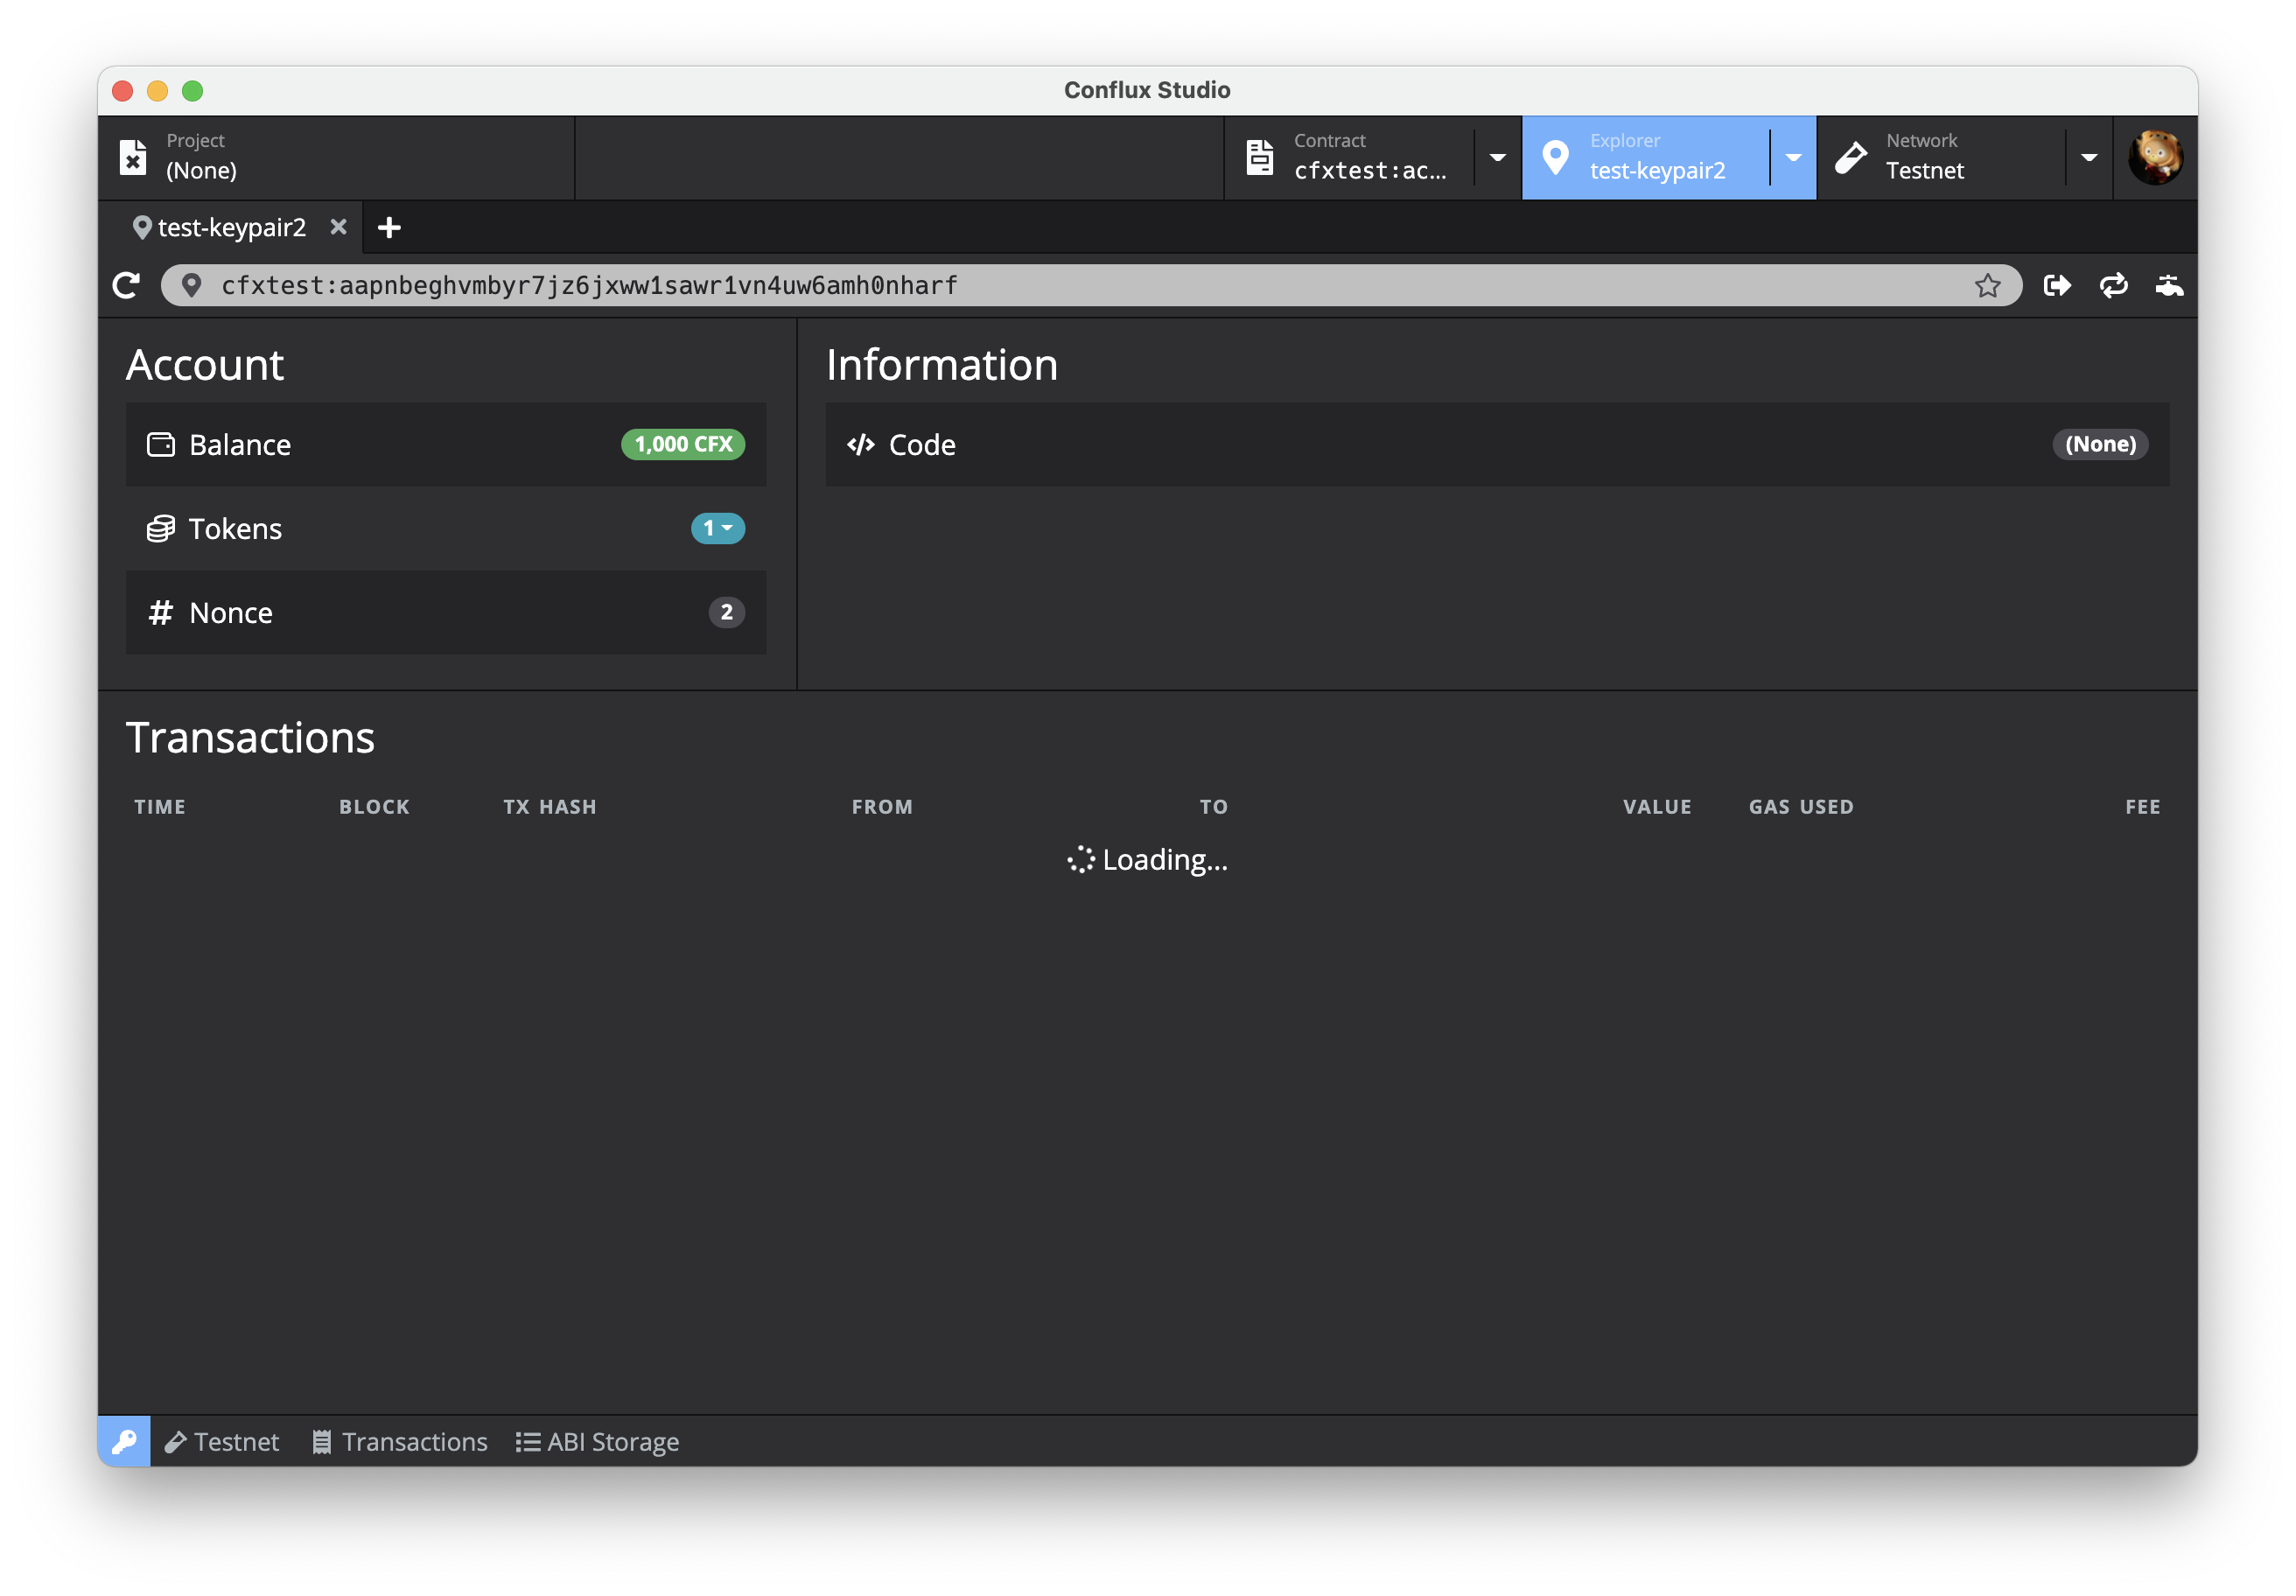 Conflux Studio
Project
(None)
Contract
cfxtest:ac...
Explorer
test-keypair2
Network
Testnet
test-keypair2
cfxtest:aapnbeghvmbyr7jz6jxww1sawr1vn4uw6amh0nharf
Account
Information
Balance 1,000 CFX
Code (None)
Tokens 1
Nonce 2
Transactions
TIME BLOCK TX HASH FROM TO VALUE GAS USED FEE
Loading...
Testnet Transactions ABI Storage